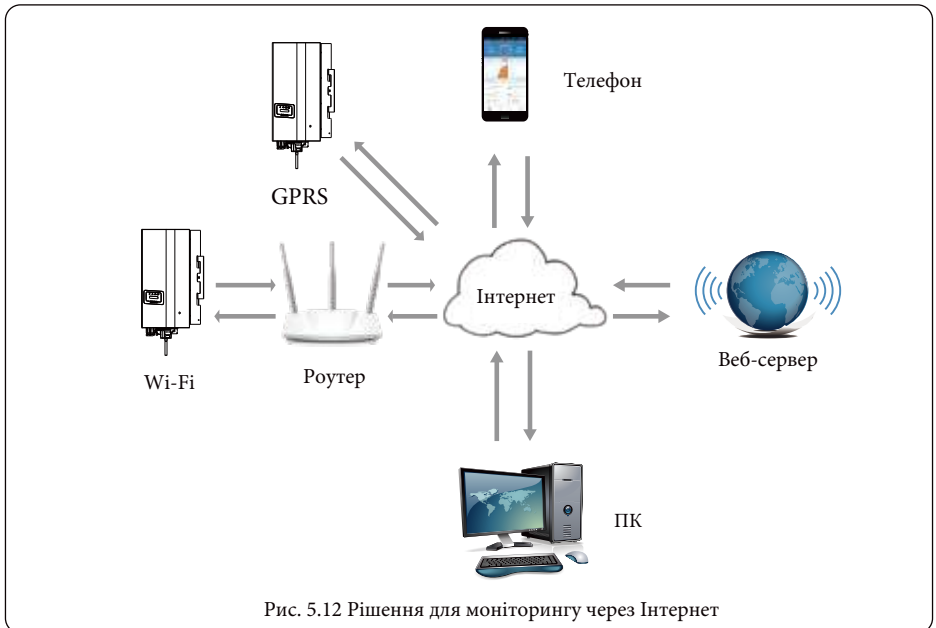 Телефон
GPRS
Інтернет
Веб-сервер
Wi-Fi
Роутер
ПК
Рис. 5.12 Рішення для моніторингу через Інтернет